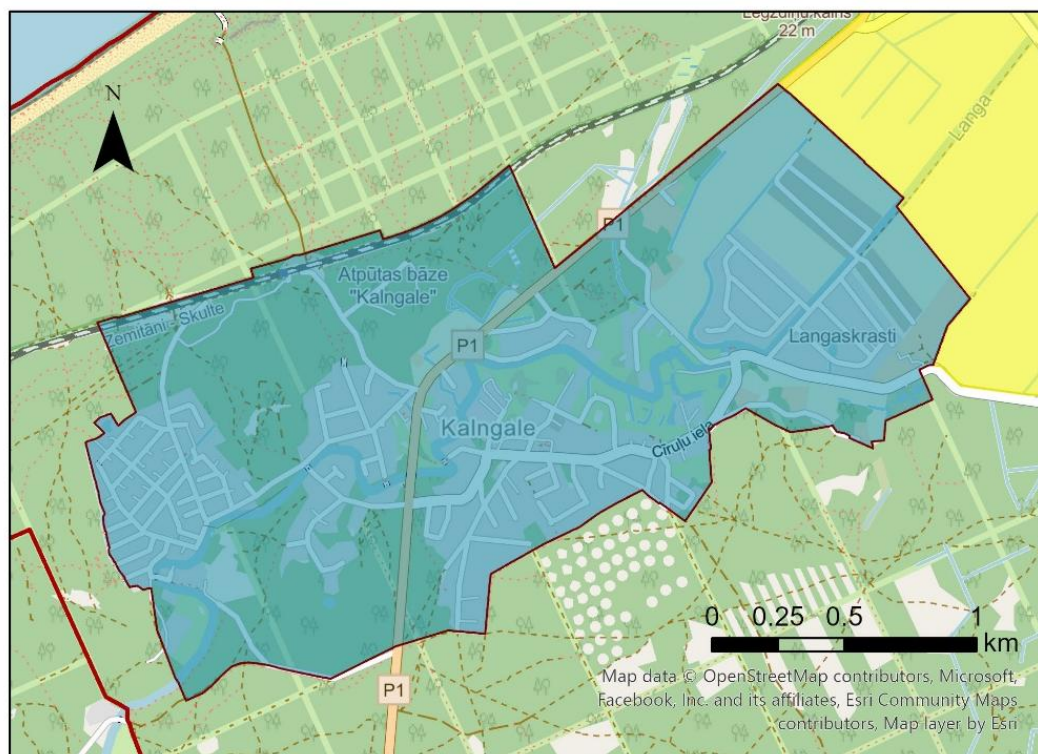 Legzdiņu kalns
22 m
N
Langa
P1
Atpūtas bāze
"Kalngale"
Zemitāni - Skulte
P1
Langaskrasti
Kalngale
Cīruļu iela
0 0.25 0.5 1
km
P1
Map data © OpenStreetMap contributors, Microsoft,
Facebook, Inc. and its affiliates, Esri Community Maps
contributors, Map layer by Esri